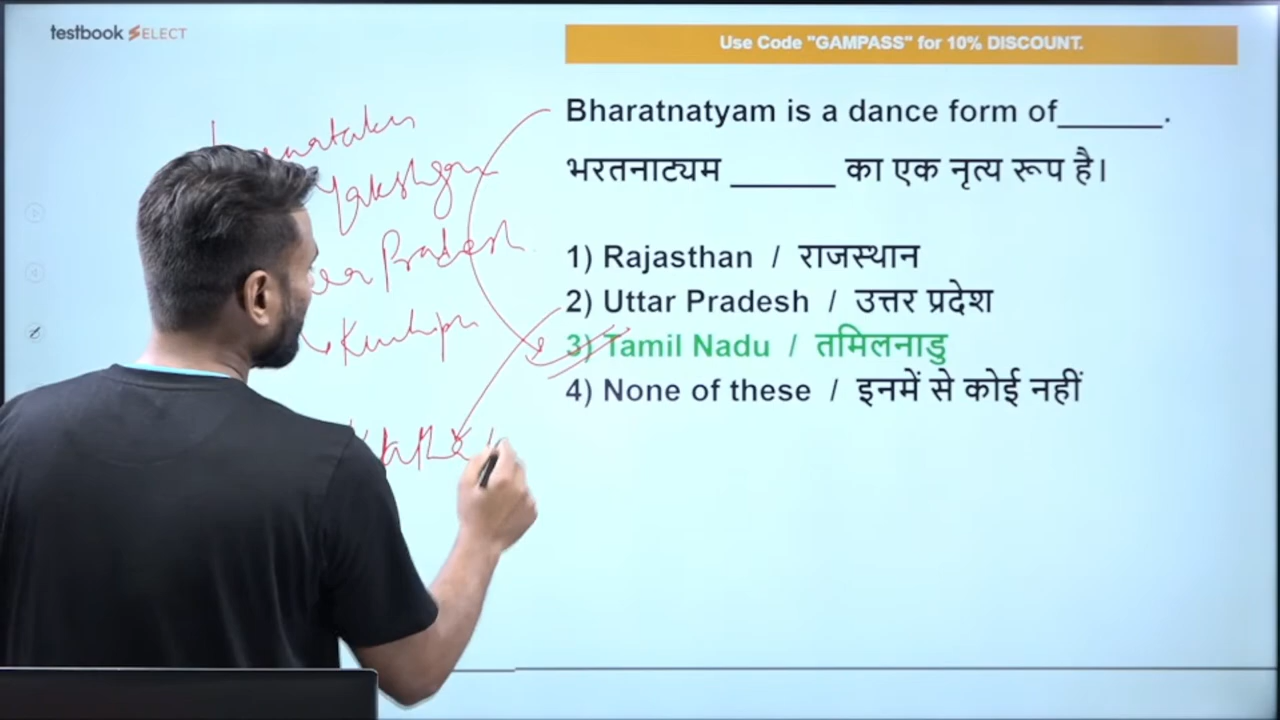 testbook SELECT
Use Code "GAMPASS" for 10% DISCOUNT.
Bharatnatyam is a dance form of______.
भरतनाट्यम ______ का एक नृत्य रूप है।
1) Rajasthan / राजस्थान
2) Uttar Pradesh / उत्तर प्रदेश
3) Tamil Nadu / तमिलनाडु
4) None of these / इनमें से कोई नहीं
Pradesh